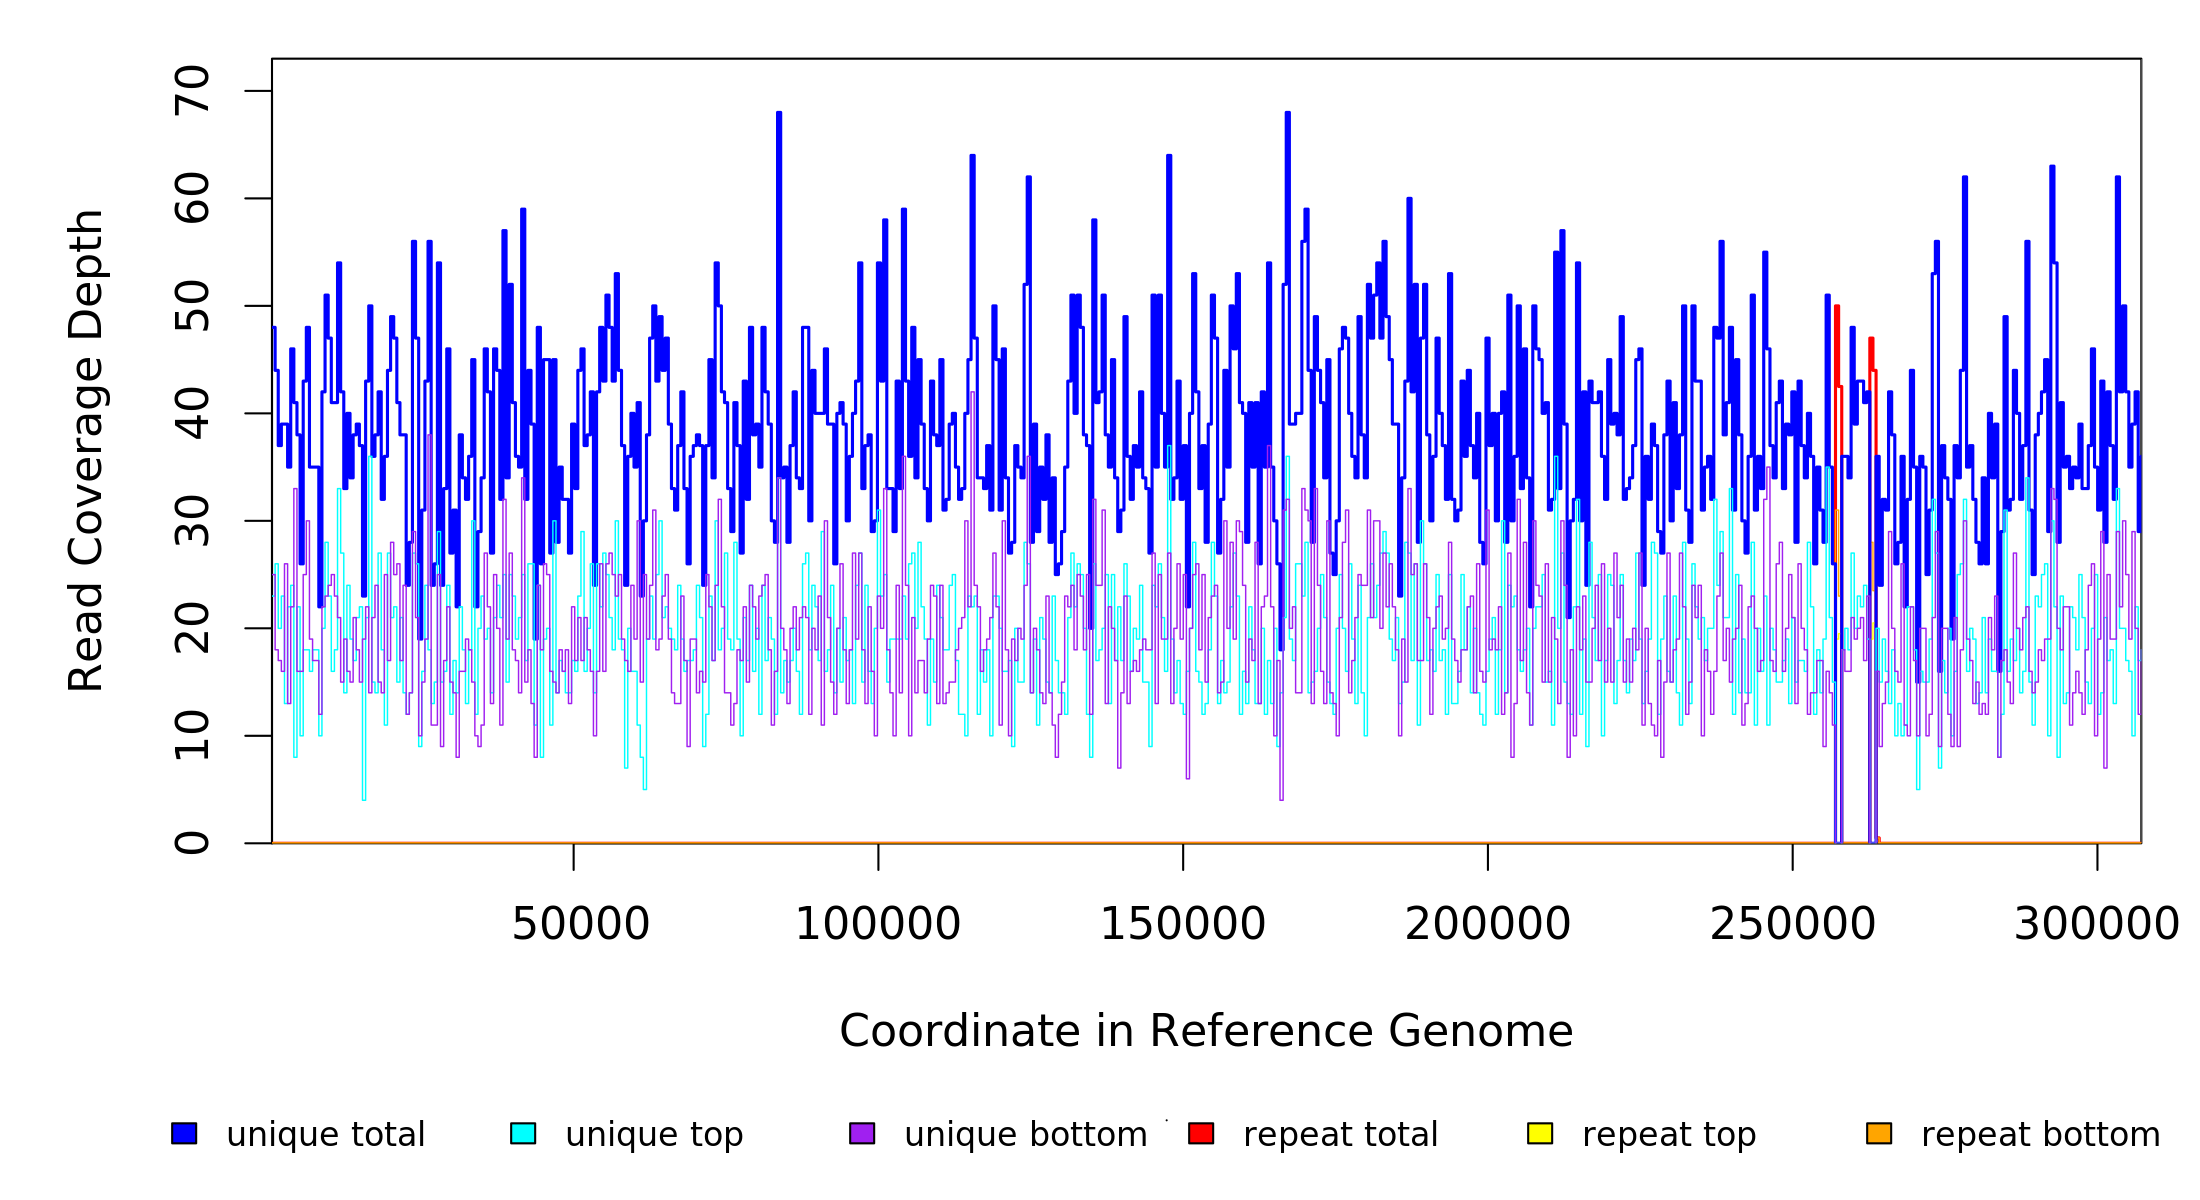 Read Coverage Depth
70
60
50
40
30
20
10
0
50000 100000 150000 200000 250000 300000
Coordinate in Reference Genome
unique total unique top unique bottom repeat total repeat top repeat bottom